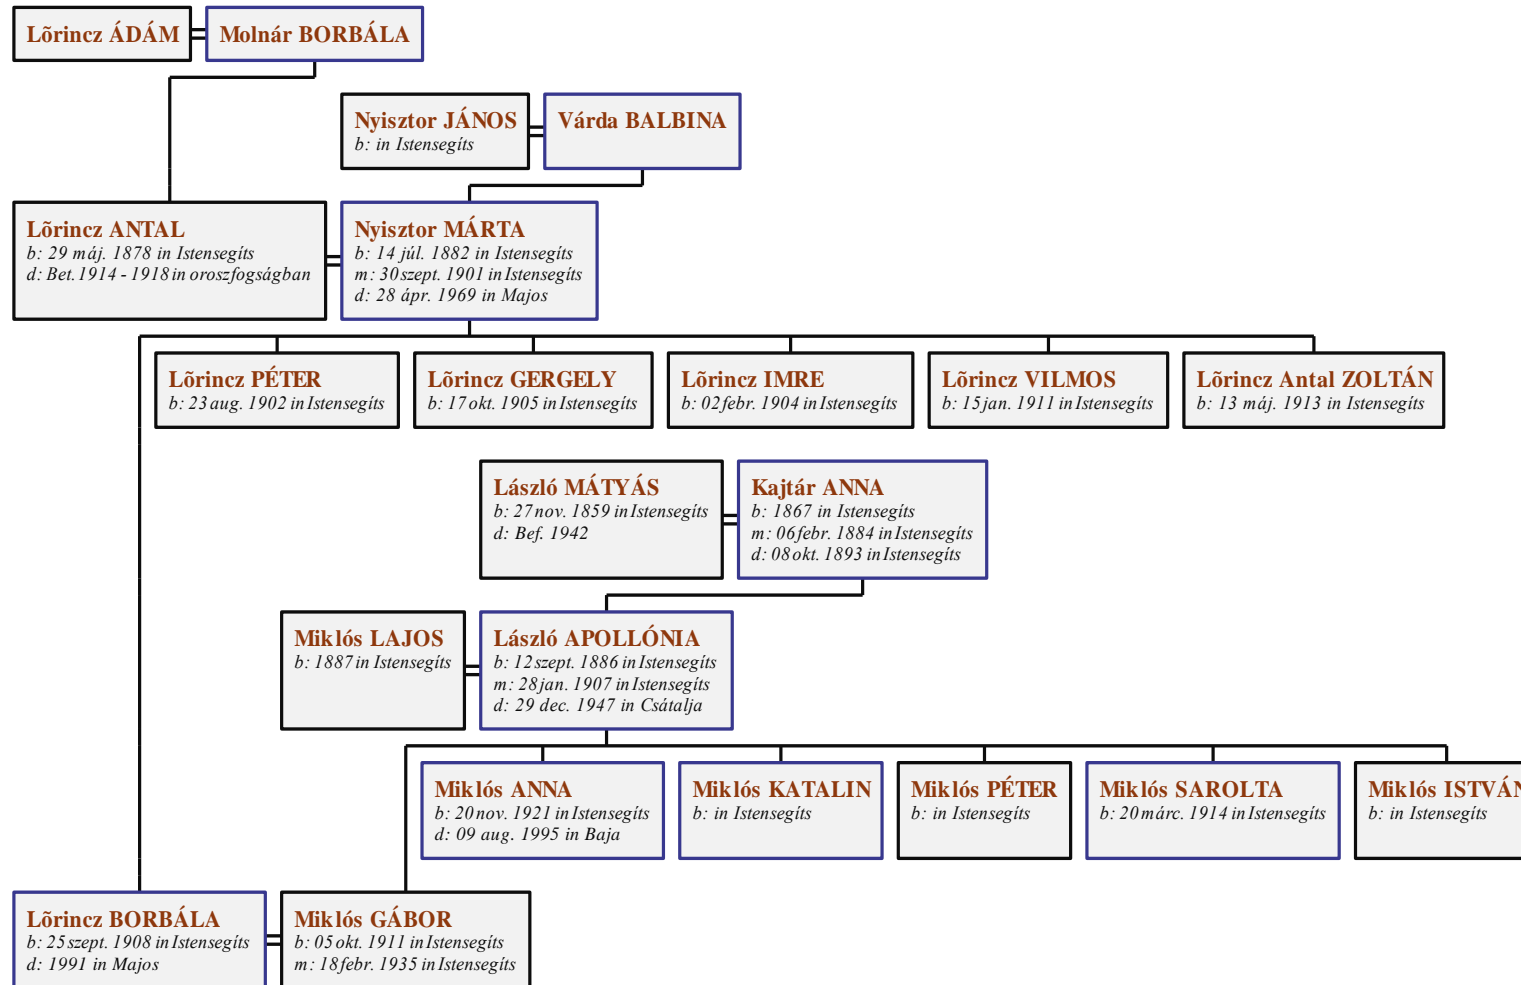 Lõrincz ÁDÁM
Molnár BORBÁLA
Nyisztor JÁNOS
b: in Istensegíts
Várda BALBINA
Lõrincz ANTAL
b: 29 máj. 1878 in Istensegíts
d: Bet. 1914 - 1918 in oroszfogságban
Nyisztor MÁRTA
b: 14 júl. 1882 in Istensegíts
m: 30 szept. 1901 in Istensegíts
d: 28 ápr. 1969 in Majos
Lõrincz PÉTER
b: 23 aug. 1902 in Istensegíts
Lõrincz GERGELY
b: 17 okt. 1905 in Istensegíts
Lõrincz IMRE
b: 02 febr. 1904 in Istensegíts
Lõrincz VILMOS
b: 15 jan. 1911 in Istensegíts
Lõrincz Antal ZOLTÁN
b: 13 máj. 1913 in Istensegíts
László MÁTYÁS
b: 27 nov. 1859 in Istensegíts
d: Bef. 1942
Kajtár ANNA
b: 1867 in Istensegíts
m: 06 febr. 1884 in Istensegíts
d: 08 okt. 1893 in Istensegíts
Miklós LAJOS
b: 1887 in Istensegíts
László APOLLÓNIA
b: 12 szept. 1886 in Istensegíts
m: 28 jan. 1907 in Istensegíts
d: 29 dec. 1947 in Csátalja
Miklós ANNA
b: 20 nov. 1921 in Istensegíts
d: 09 aug. 1995 in Baja
Miklós KATALIN
b: in Istensegíts
Miklós PÉTER
b: in Istensegíts
Miklós SAROLTA
b: 20 márc. 1914 in Istensegíts
Miklós ISTVÁN
b: in Istensegíts
Lõrincz BORBÁLA
b: 25 szept. 1908 in Istensegíts
d: 1991 in Majos
Miklós GÁBOR
b: 05 okt. 1911 in Istensegíts
m: 18 febr. 1935 in Istensegíts